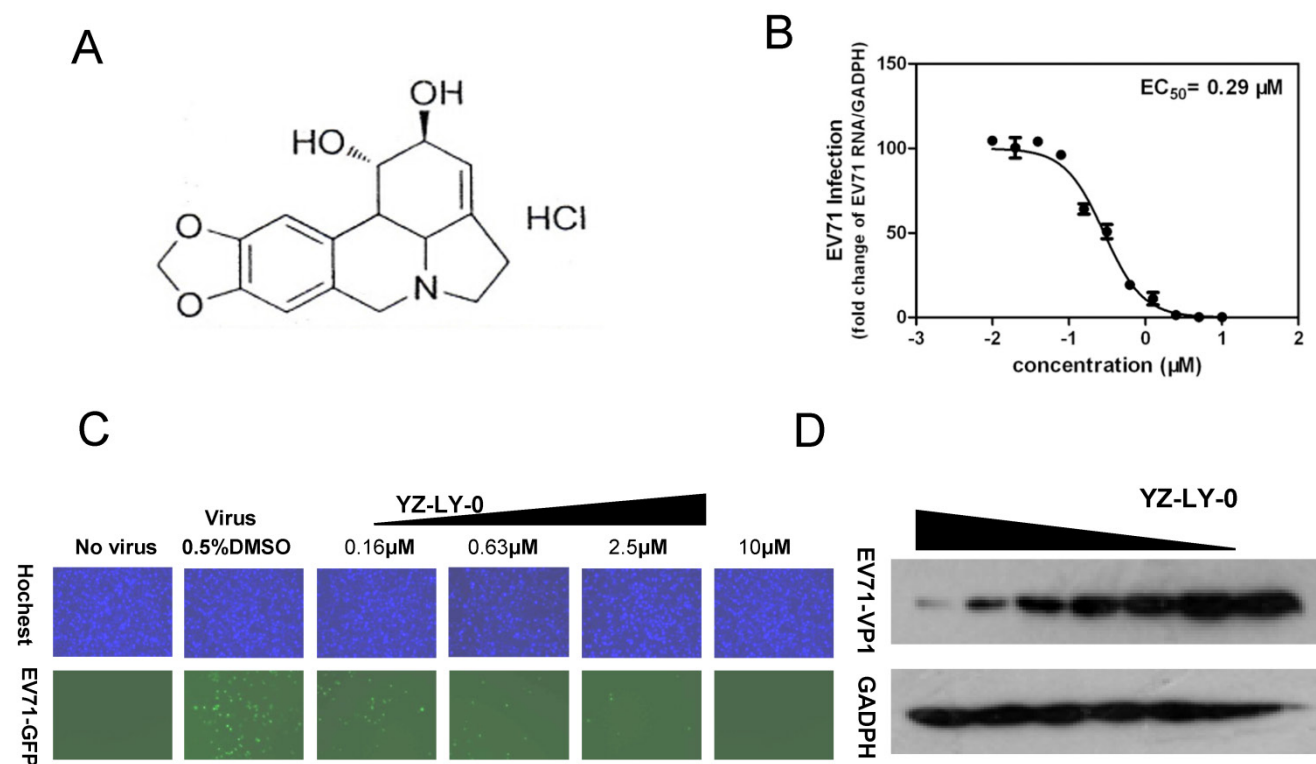 A
OH
HO
O
O
N
HCl
B
EC₅₀= 0.29 µM
EV71 Infection
(fold change of EV71 RNA/GADPH)
150
100
50
0
-3 -2 -1 0 1 2
concentration (µM)
C
YZ-LY-0
Virus
No virus 0.5%DMSO 0.16µM 0.63µM 2.5µM 10µM
Hochest
EV71-GFP
D
YZ-LY-0
EV71-VP1
GADPH